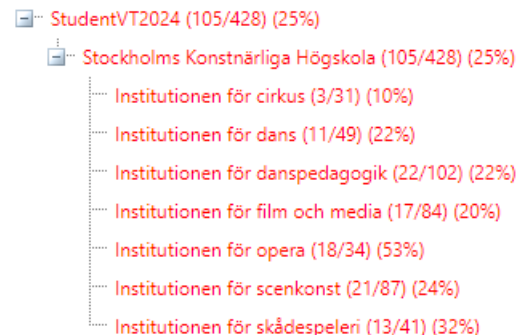 StudentVT2024 (105/428) (25%)
Stockholms Konstnärliga Högskola (105/428) (25%)
Institutionen för cirkus (3/31) (10%)
Institutionen för dans (11/49) (22%)
Institutionen för danspedagogik (22/102) (22%)
Institutionen för film och media (17/84) (20%)
Institutionen för opera (18/34) (53%)
Institutionen för scenkonst (21/87) (24%)
Institutionen för skådespeleri (13/41) (32%)